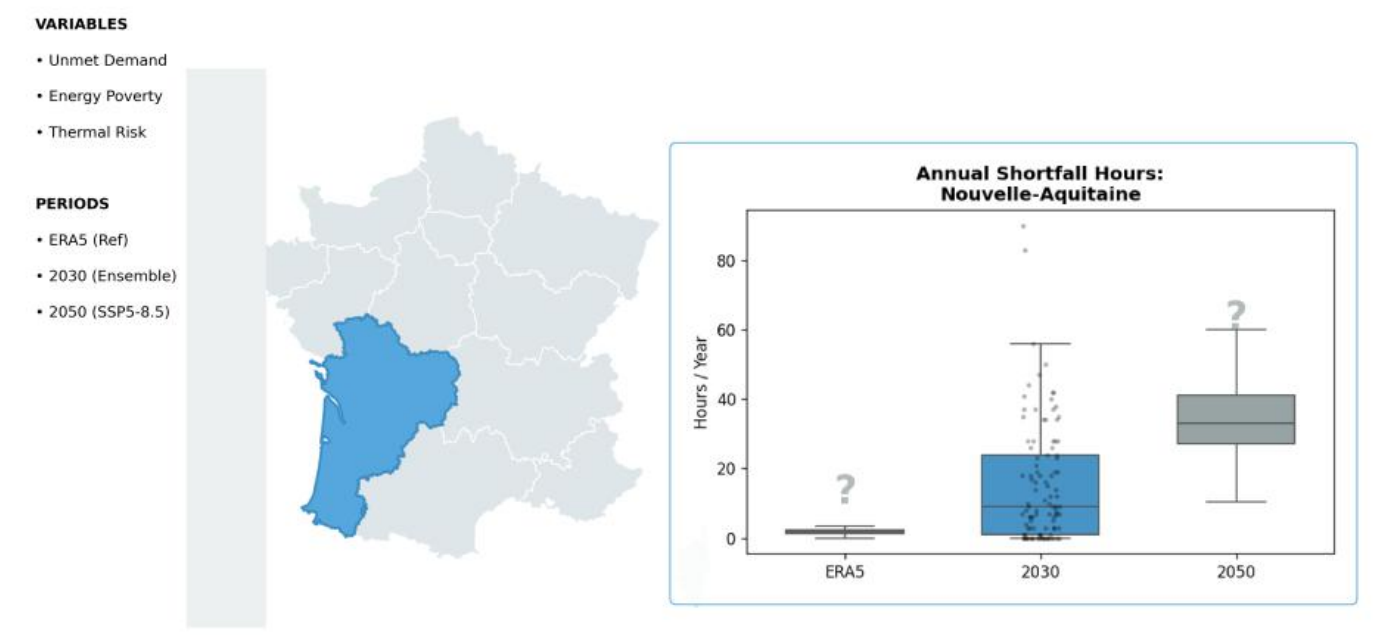 VARIABLES
• Unmet Demand
• Energy Poverty
• Thermal Risk
PERIODS
• ERA5 (Ref)
• 2030 (Ensemble)
• 2050 (SSP5-8.5)
Annual Shortfall Hours:
Nouvelle-Aquitaine
Hours / Year
80
60
40
20
0
?
?
ERA5
2030
2050